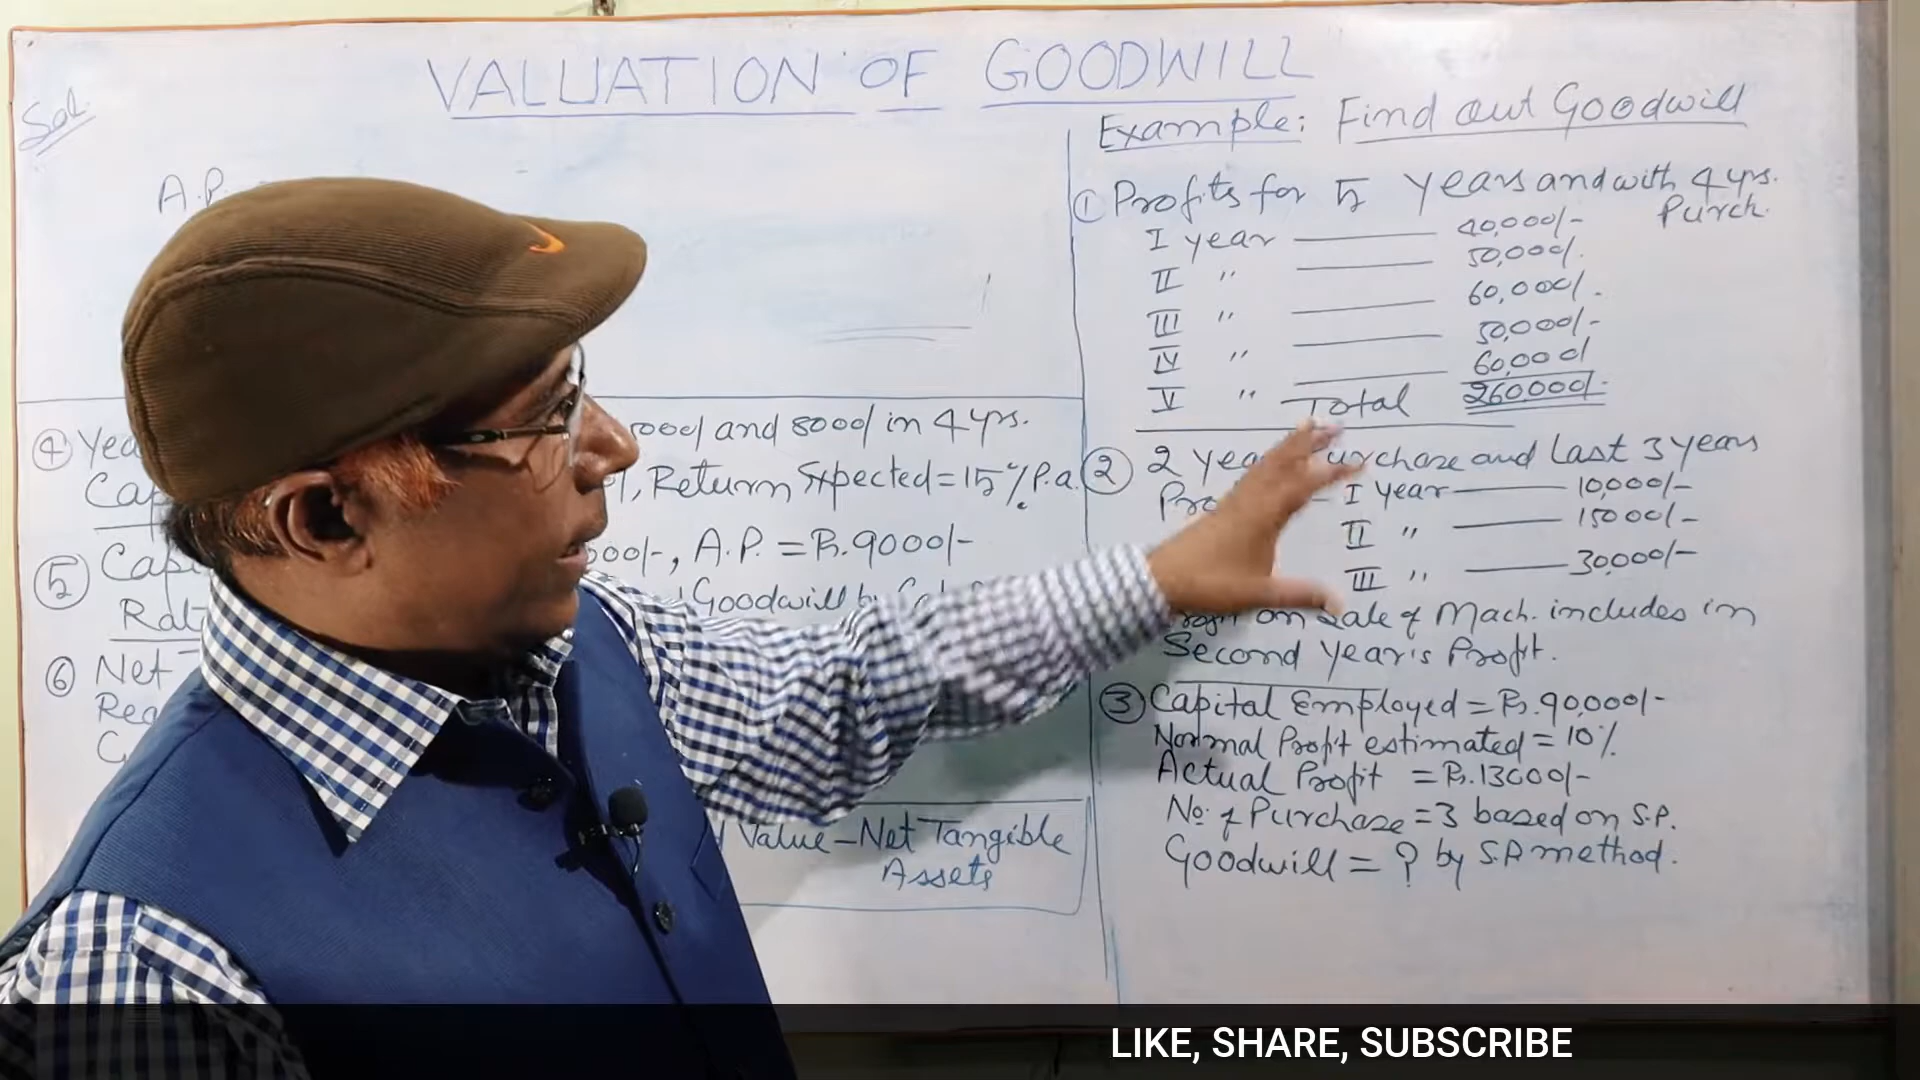 VALUATION OF GOODWILL
Sol.
A.P.
Example: Find out Goodwill
① Profits for 5 years and with 4 yrs. Purch.
I year 40,000/-
II " 50,000/-
III " 60,000/-
IV " 50,000/-
V " 60,000/
Total 260000/-
② 2 year Purchase and Last 3 years
I year 10,000/-
II " 15000/-
III " 30,000/-
on Sale of Mach. includes in
Second Year's Profit.
③ Capital Employed = Rs.90,000/-
Normal Profit estimated = 10%
Actual Profit = Rs.13000/-
No. of Purchase = 3 based on S.P.
Goodwill = ? by S.P method.
④ and 8000/ in 4 yrs.
Return Expected = 15% P.a.
⑤ A.P. = Rs.9000/-
Goodwill by
⑥ Net
Value - Net Tangible
Assets
LIKE, SHARE, SUBSCRIBE